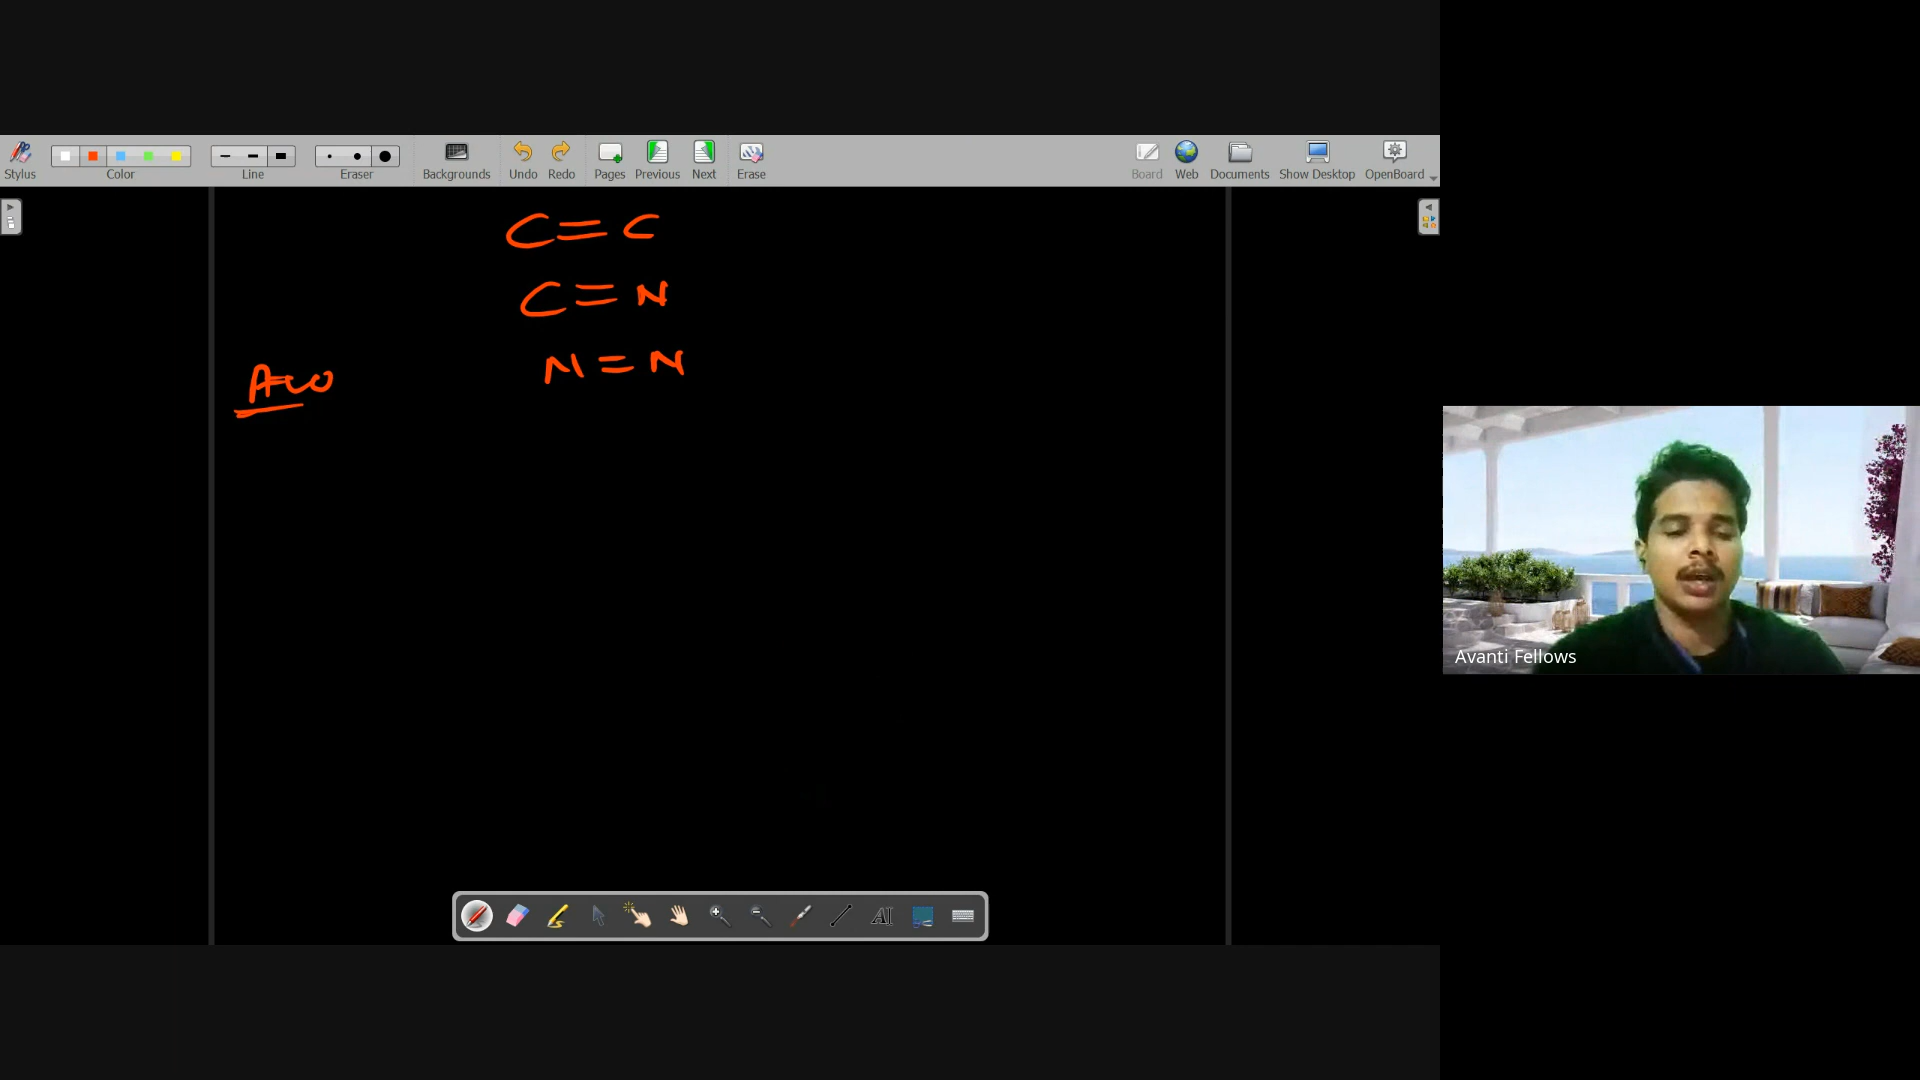 Stylus Color Line Eraser Backgrounds Undo Redo Pages Previous Next Erase Board Web Documents Show Desktop OpenBoard
C=C
C=N
N=N
AI
Avanti Fellows